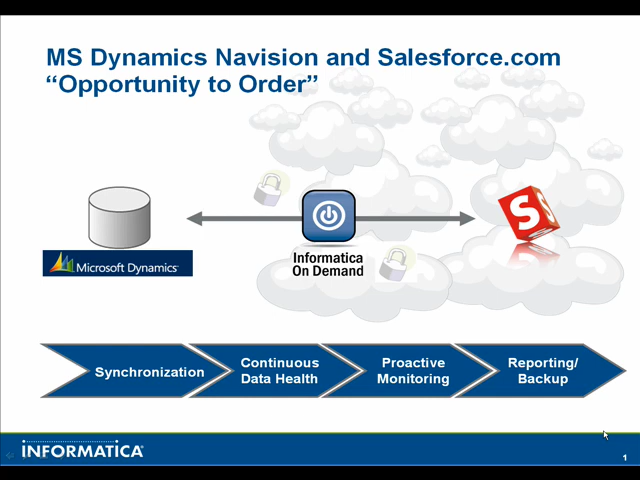 MS Dynamics Navision and Salesforce.com
“Opportunity to Order”
S S
Microsoft Dynamics
Informatica
On Demand
Synchronization
Continuous
Data Health
Proactive
Monitoring
Reporting/
Backup
INFORMATICA®
1